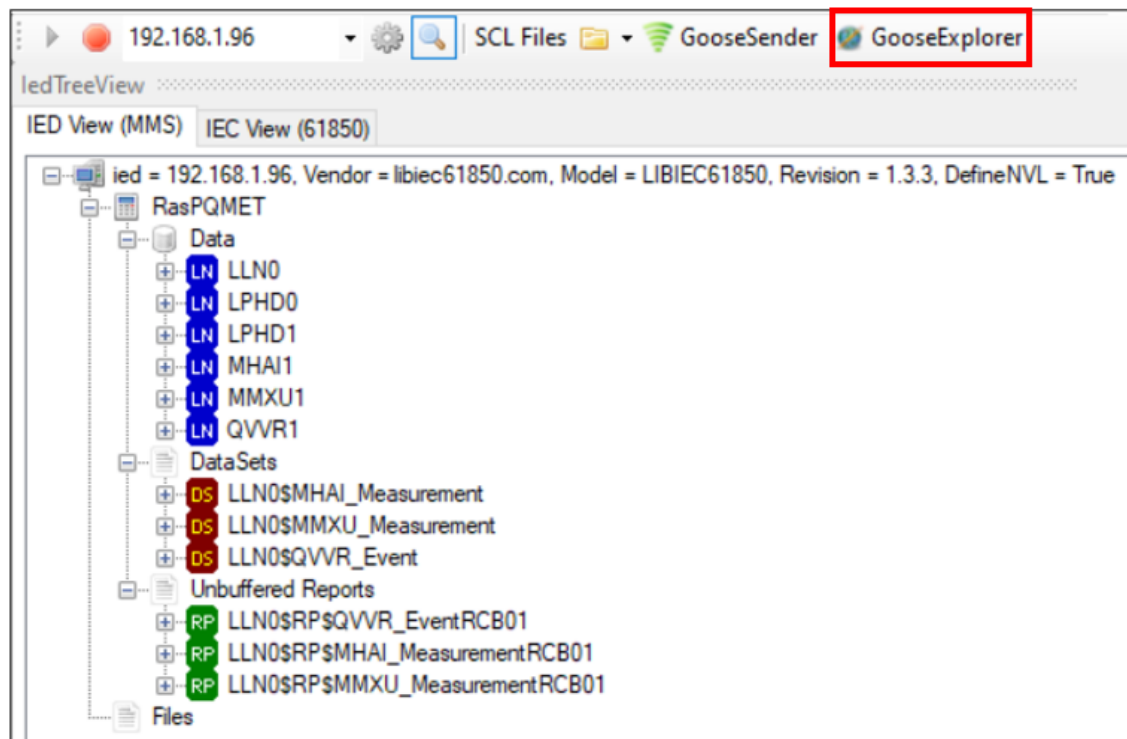 192.168.1.96 SCL Files GooseSender GooseExplorer
IedTreeView
IED View (MMS) IEC View (61850)
ied = 192.168.1.96, Vendor = libiec61850.com, Model = LIBIEC61850, Revision = 1.3.3, DefineNVL = True
RasPQMET
Data
LN LLN0
LN LPHD0
LN LPHD1
LN MHAI1
LN MMXU1
LN QVVR1
DataSets
DS LLN0$MHAI_Measurement
DS LLN0$MMXU_Measurement
DS LLN0$QVVR_Event
Unbuffered Reports
RP LLN0$RP$QVVR_EventRCB01
RP LLN0$RP$MHAI_MeasurementRCB01
RP LLN0$RP$MMXU_MeasurementRCB01
Files